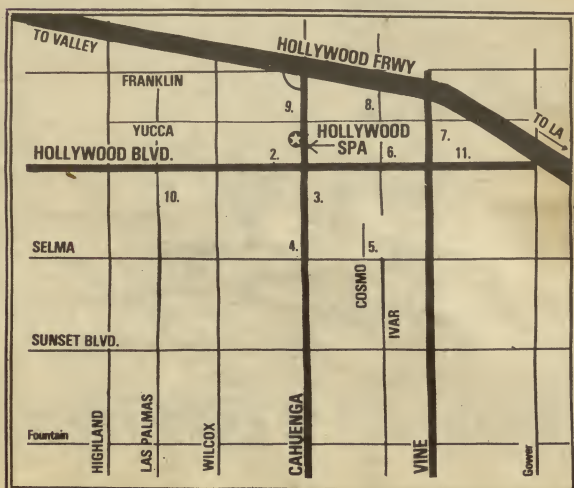 TO VALLEY
HOLLYWOOD FRWY
FRANKLIN
9.
8.
TO LA
YUCCA
HOLLYWOOD
SPA
7.
HOLLYWOOD BLVD.
2.
6.
11.
10.
3.
SELMA
4.
5.
COSMO
IVAR
SUNSET BLVD.
Fountain
HIGHLAND
LAS PALMAS
WILCOX
CAHUENGA
VINE
Gower